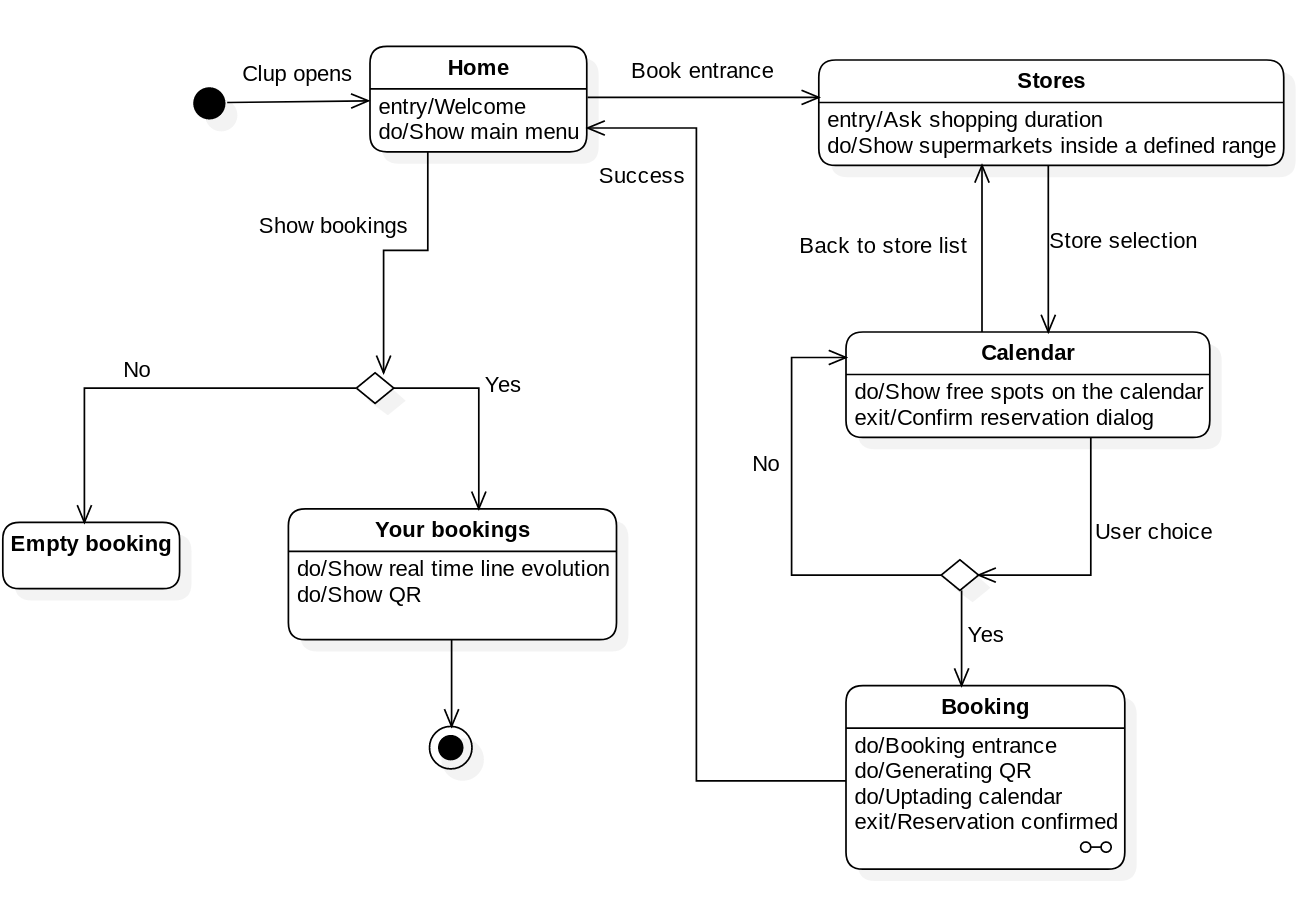 Clup opens
Home
entry/Welcome
do/Show main menu
Book entrance
Stores
entry/Ask shopping duration
do/Show supermarkets inside a defined range
Success
Show bookings
Back to store list
Store selection
No
Yes
Calendar
do/Show free spots on the calendar
exit/Confirm reservation dialog
No
User choice
Empty booking
Your bookings
do/Show real time line evolution
do/Show QR
Yes
Booking
do/Booking entrance
do/Generating QR
do/Uptading calendar
exit/Reservation confirmed